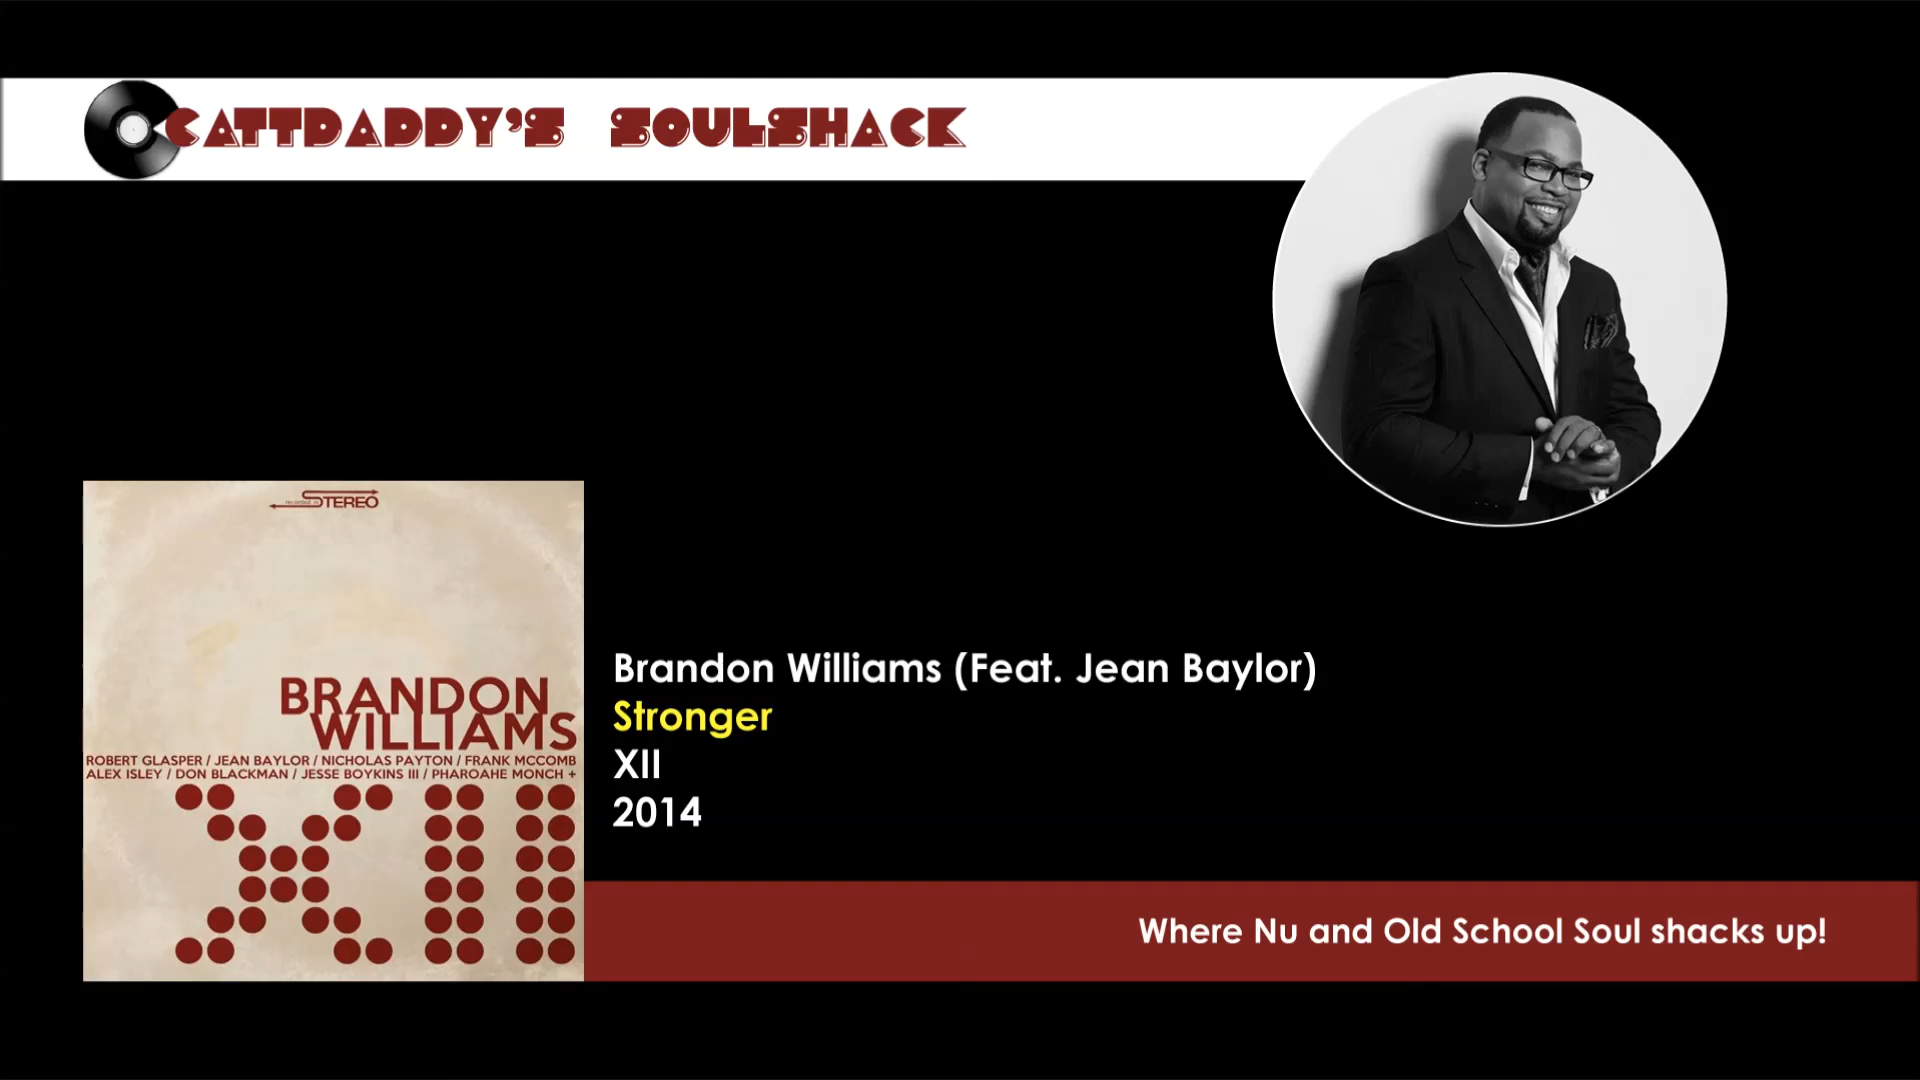 CATTDADDY'S SOULSHACK
recorded in STEREO
BRANDON
WILLIAMS
ROBERT GLASPER / JEAN BAYLOR / NICHOLAS PAYTON / FRANK MCCOMB
ALEX ISLEY / DON BLACKMAN / JESSE BOYKINS III / PHAROAHE MONCH +
XII
Brandon Williams (Feat. Jean Baylor)
Stronger
XII
2014
Where Nu and Old School Soul shacks up!